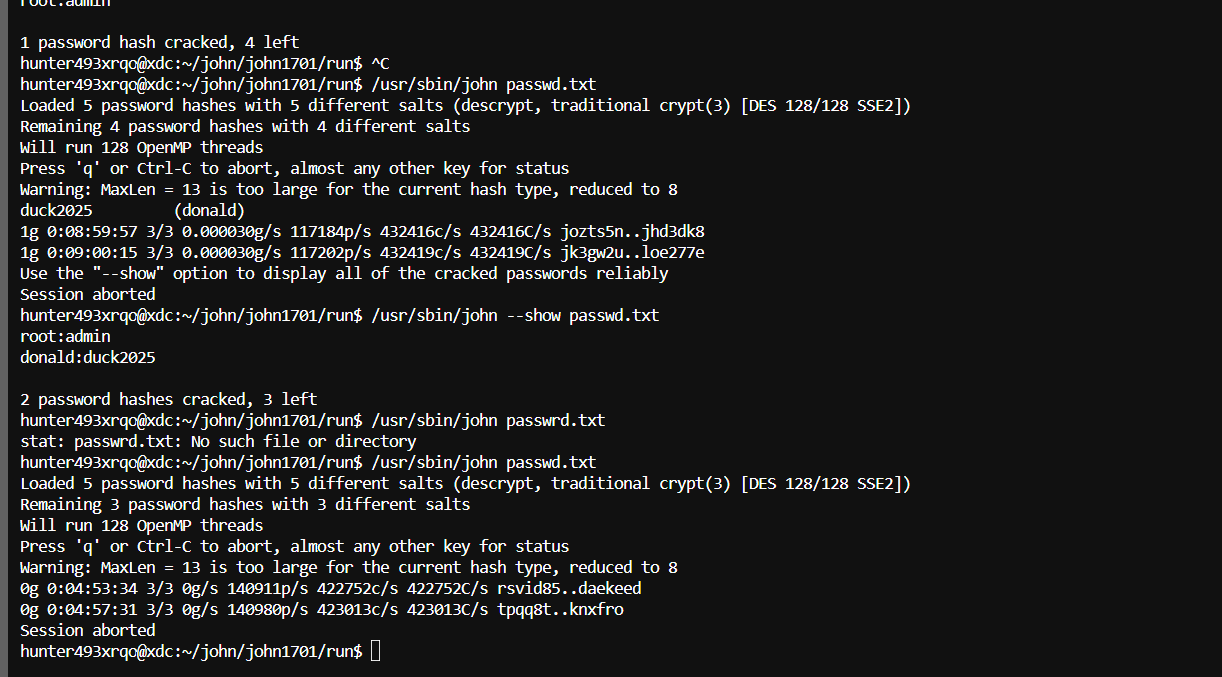 root:admin
1 password hash cracked, 4 left
hunter493xrqo@xdc:~/john/john1701/run$ ^C
hunter493xrqo@xdc:~/john/john1701/run$ /usr/sbin/john passwd.txt
Loaded 5 password hashes with 5 different salts (descrypt, traditional crypt(3) [DES 128/128 SSE2])
Remaining 4 password hashes with 4 different salts
Will run 128 OpenMP threads
Press 'q' or Ctrl-C to abort, almost any other key for status
Warning: MaxLen = 13 is too large for the current hash type, reduced to 8
duck2025         (donald)
1g 0:08:59:57 3/3 0.000030g/s 117184p/s 432416c/s 432416C/s jozts5n..jhd3dk8
1g 0:09:00:15 3/3 0.000030g/s 117202p/s 432419c/s 432419C/s jk3gw2u..loe277e
Use the "--show" option to display all of the cracked passwords reliably
Session aborted
hunter493xrqo@xdc:~/john/john1701/run$ /usr/sbin/john --show passwd.txt
root:admin
donald:duck2025
2 password hashes cracked, 3 left
hunter493xrqo@xdc:~/john/john1701/run$ /usr/sbin/john passwrd.txt
stat: passwrd.txt: No such file or directory
hunter493xrqo@xdc:~/john/john1701/run$ /usr/sbin/john passwd.txt
Loaded 5 password hashes with 5 different salts (descrypt, traditional crypt(3) [DES 128/128 SSE2])
Remaining 3 password hashes with 3 different salts
Will run 128 OpenMP threads
Press 'q' or Ctrl-C to abort, almost any other key for status
Warning: MaxLen = 13 is too large for the current hash type, reduced to 8
0g 0:04:53:34 3/3 0g/s 140911p/s 422752c/s 422752C/s rsvid85..daekeed
0g 0:04:57:31 3/3 0g/s 140980p/s 423013c/s 423013C/s tpqq8t..knxfro
Session aborted
hunter493xrqo@xdc:~/john/john1701/run$